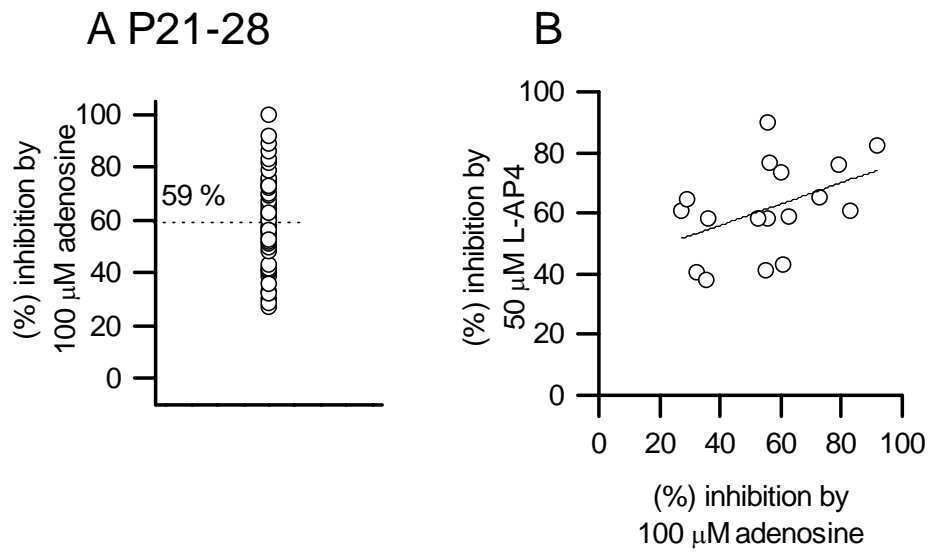 A P21-28
(%) inhibition by
100 μM adenosine
100
80
60
40
20
0
59 %
B
(%) inhibition by
50 μM L-AP4
100
80
60
40
20
0
0 20 40 60 80 100
(%) inhibition by
100 μM adenosine